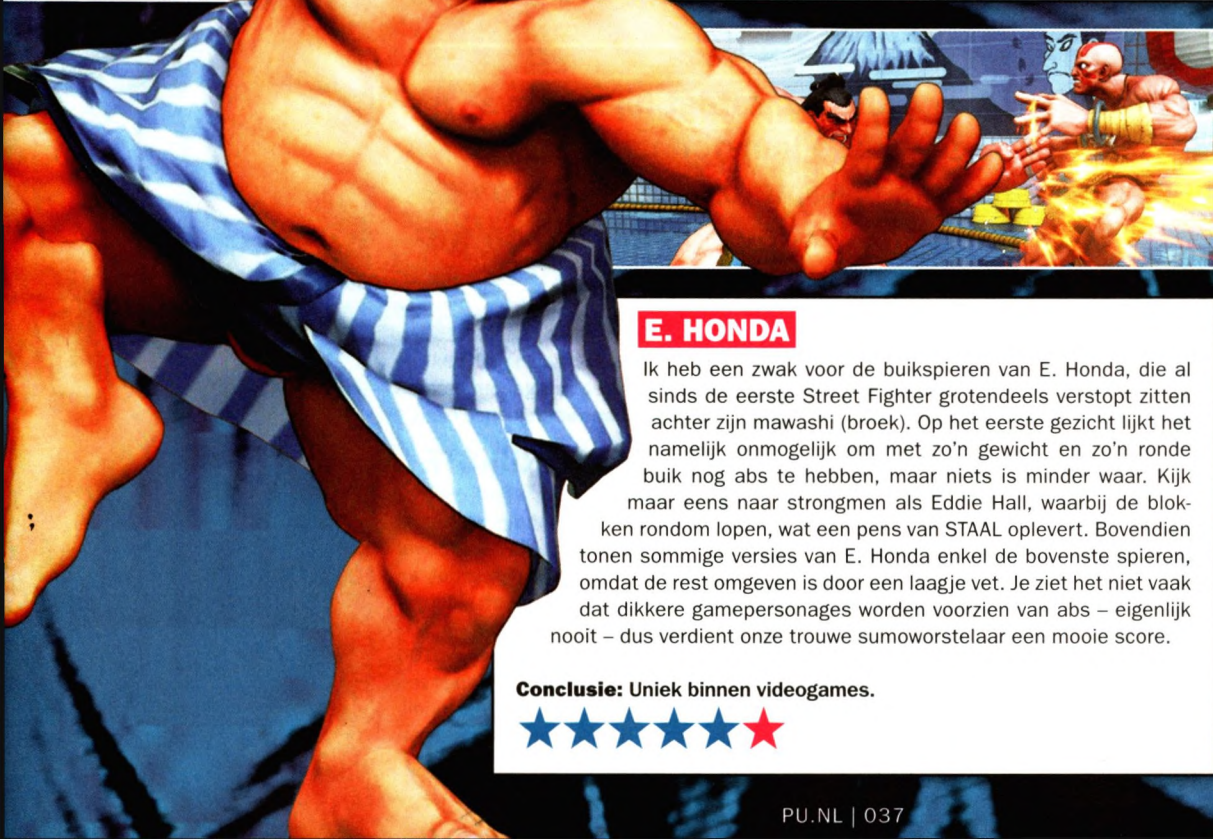 E. HONDA
Ik heb een zwak voor de buikspieren van E. Honda, die al
sinds de eerste Street Fighter grotendeels verstopt zitten
achter zijn mawashi (broek). Op het eerste gezicht lijkt het
namelijk onmogelijk om met zo'n gewicht en zo'n ronde
buik nog abs te hebben, maar niets is minder waar. Kijk
maar eens naar strongmen als Eddie Hall, waarbij de blok-
ken rondom lopen, wat een pens van STAAL oplevert. Bovendien
tonen sommige versies van E. Honda enkel de bovenste spieren,
omdat de rest omgeven is door een laagje vet. Je ziet het niet vaak
dat dikkere gamepersonages worden voorzien van abs – eigenlijk
nooit – dus verdient onze trouwe sumoworstelaar een mooie score.
Conclusie: Uniek binnen videogames.
PU.NL | 037